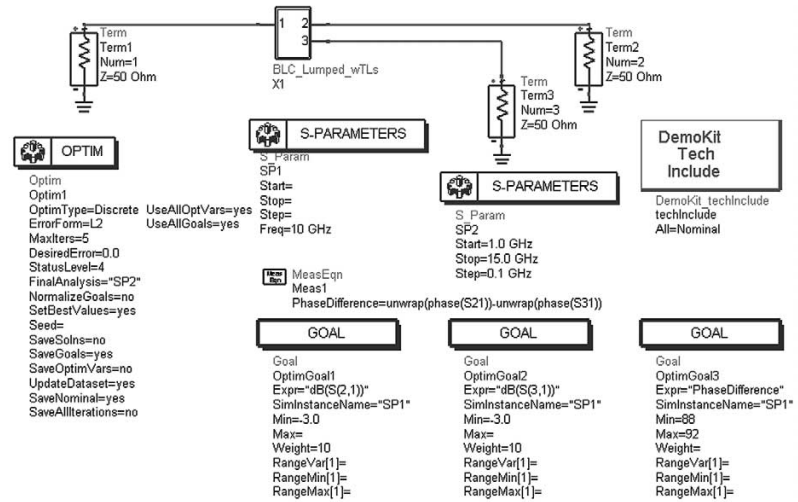 Term
Term1
Num=1
Z=50 Ohm
1 2
3
BLC_Lumped_wTLs
X1
Term
Term2
Num=2
Z=50 Ohm
Term
Term3
Num=3
Z=50 Ohm
OPTIM
Optim
Optim1
OptimType=Discrete UseAllOptVars=yes
ErrorForm=L2 UseAllGoals=yes
MaxIters=5
DesiredError=0.0
StatusLevel=4
FinalAnalysis="SP2"
NormalizeGoals=no
SetBestValues=yes
Seed=
SaveSolns=no
SaveGoals=yes
SaveOptimVars=no
UpdateDataset=yes
SaveNominal=yes
SaveAllIterations=no
S-PARAMETERS
S_Param
SP1
Start=
Stop=
Step=
Freq=10 GHz
S-PARAMETERS
S_Param
SP2
Start=1.0 GHz
Stop=15.0 GHz
Step=0.1 GHz
DemoKit
Tech
Include
DemoKit_techInclude
techInclude
All=Nominal
Meas
Eqn
MeasEqn
Meas1
PhaseDifference=unwrap(phase(S21))-unwrap(phase(S31))
GOAL
Goal
OptimGoal1
Expr="dB(S(2,1))"
SimInstanceName="SP1"
Min=-3.0
Max=
Weight=10
RangeVar[1]=
RangeMin[1]=
RangeMax[1]=
GOAL
Goal
OptimGoal2
Expr="dB(S(3,1))"
SimInstanceName="SP1"
Min=-3.0
Max=
Weight=10
RangeVar[1]=
RangeMin[1]=
RangeMax[1]=
GOAL
Goal
OptimGoal3
Expr="PhaseDifference"
SimInstanceName="SP1"
Min=88
Max=92
Weight=
RangeVar[1]=
RangeMin[1]=
RangeMax[1]=